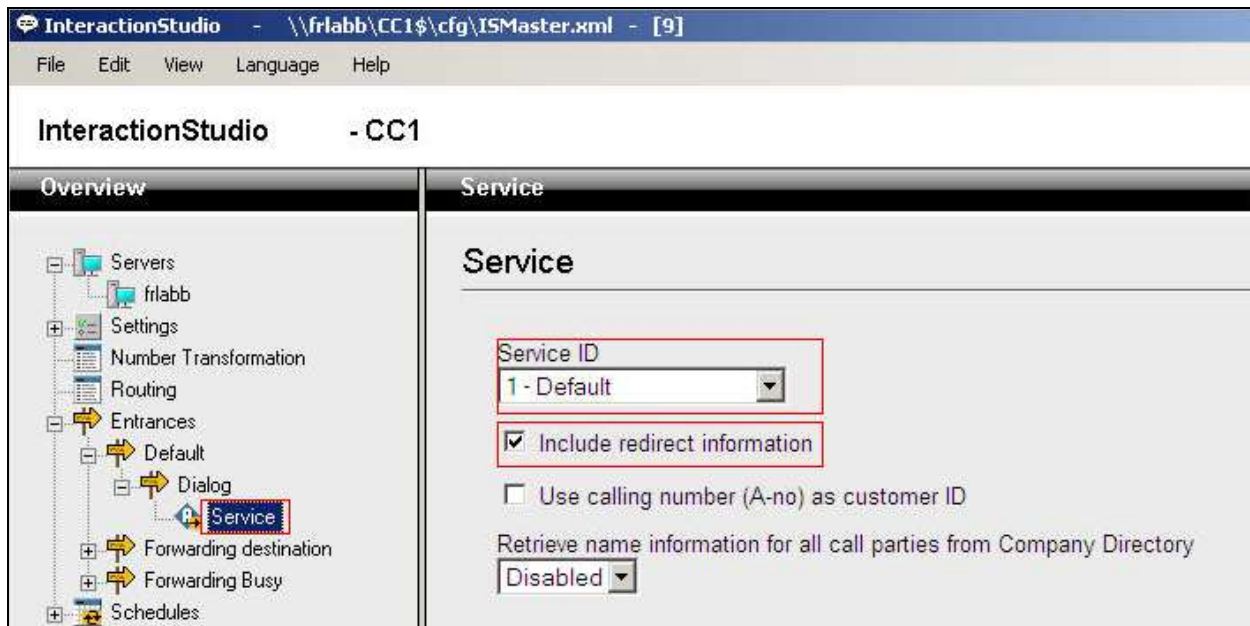 InteractionStudio - \\frlabb\CC1$\cfg\ISMaster.xml - [9]
File Edit View Language Help
InteractionStudio - CC1
Overview
Service
Servers
frlabb
Settings
Number Transformation
Routing
Entrances
Default
Dialog
Service
Forwarding destination
Forwarding Busy
Schedules
Service
Service ID
1 - Default
Include redirect information
Use calling number (A-no) as customer ID
Retrieve name information for all call parties from Company Directory
Disabled